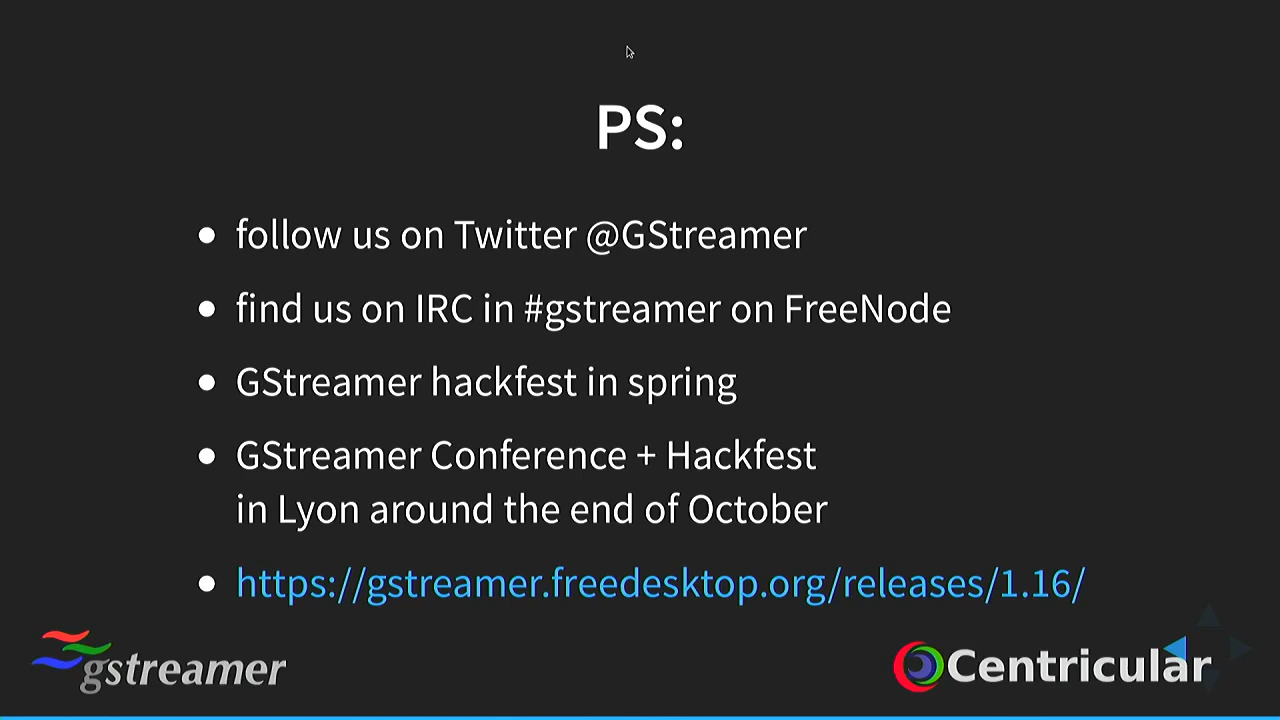 PS:
follow us on Twitter @GStreamer
find us on IRC in #gstreamer on FreeNode
GStreamer hackfest in spring
GStreamer Conference + Hackfest
in Lyon around the end of October
https://gstreamer.freedesktop.org/releases/1.16/
gstreamer
Centricular